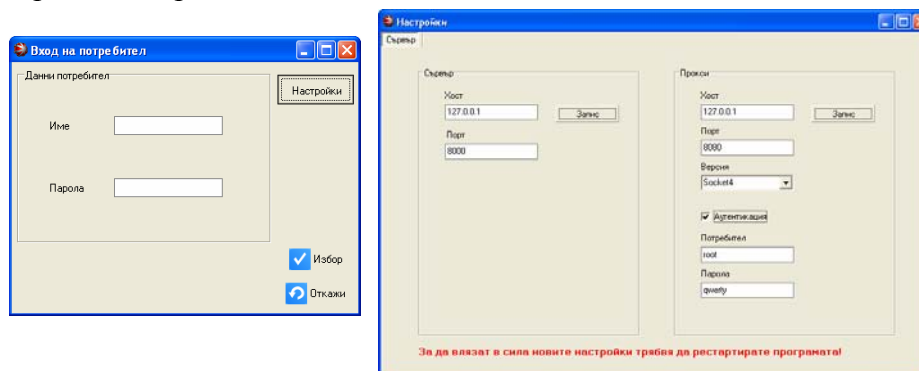 Вход на потребител
Данни потребител
Настройки
Име
Парола
Избор
Откажи
Настройки
Сървър
Сървър
Хост
127.0.0.1
Запис
Порт
8000
Прокси
Хост
127.0.0.1
Запис
Порт
8080
Версия
Socket4
Аутентикация
Потребител
root
Парола
qwerty
За да влязат в сила новите настройки трябвя да рестартирате програмата!